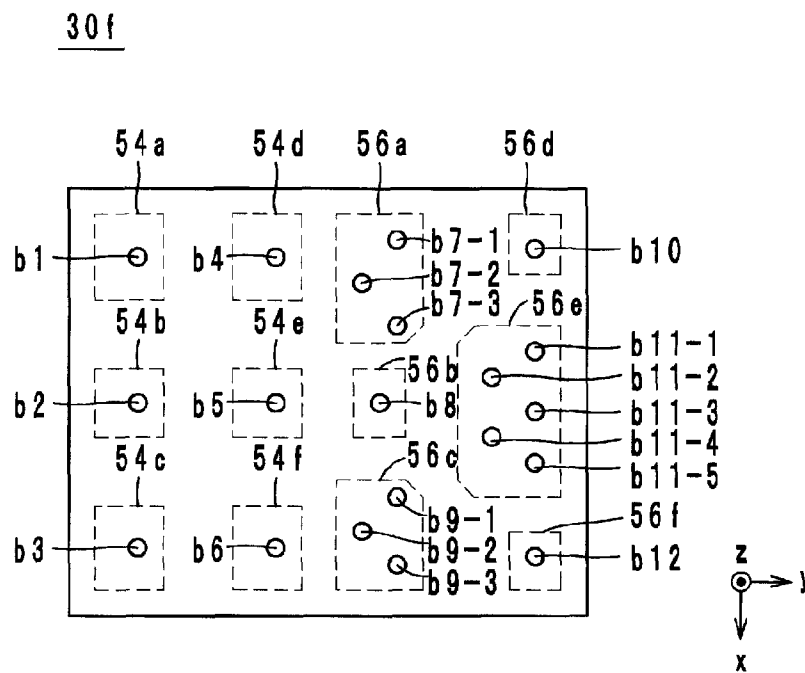 30f
54a 54d 56a 56d
b1 b4 b7-1 b10
b7-2
b7-3 56e
54b 54e
56b b11-1
b11-2
b2 b5 b8 b11-3
b11-4
54c 54f 56c b11-5
b9-1 56f
b3 b6 b9-2 b12
b9-3
z
y
x